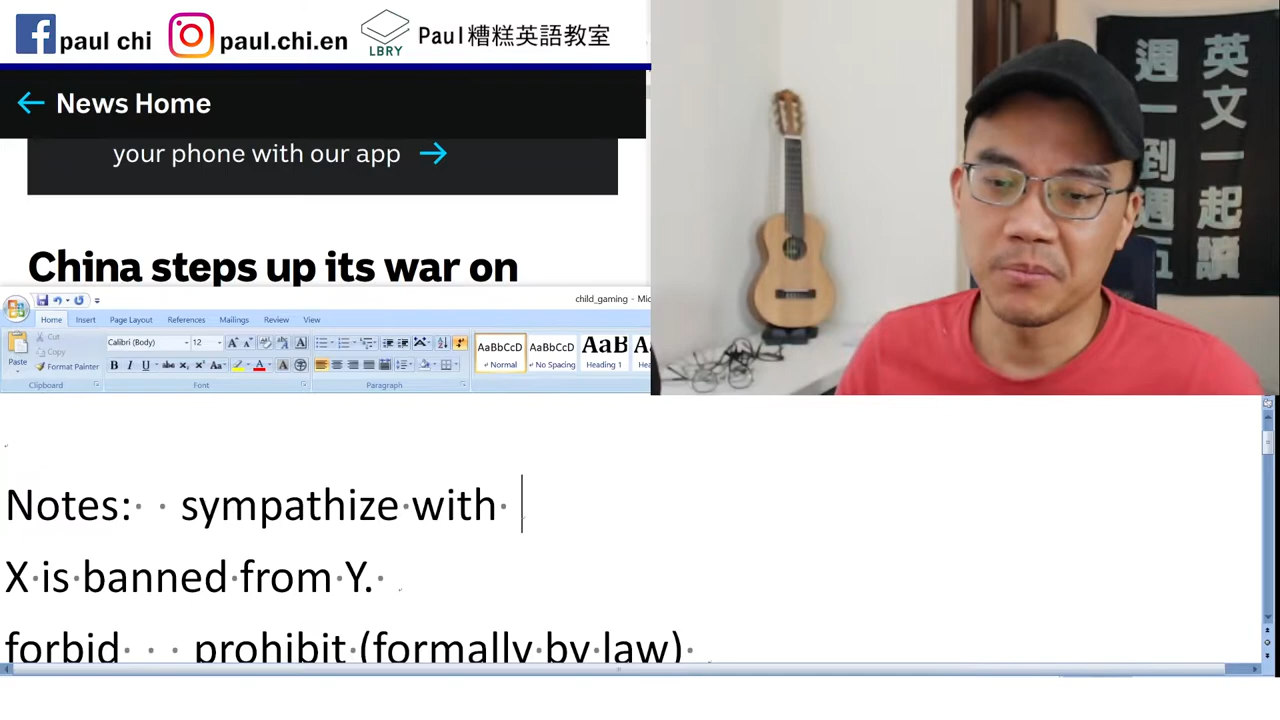 paul chi
paul.chi.en
LBRY
Paul糟糕英語教室
News Home
your phone with our app
China steps up its war on
child_gaming - Mic
Home Insert Page Layout References Mailings Review View
Cut
Copy
Format Painter
Paste
Calibri (Body) 12
AaBbCcD AaBbCcD AaB
Normal No Spacing Heading 1
Clipboard Font Paragraph
Notes: sympathize with
X is banned from Y.
forbid prohibit (formally by law)
英文一起讀
週一到週五